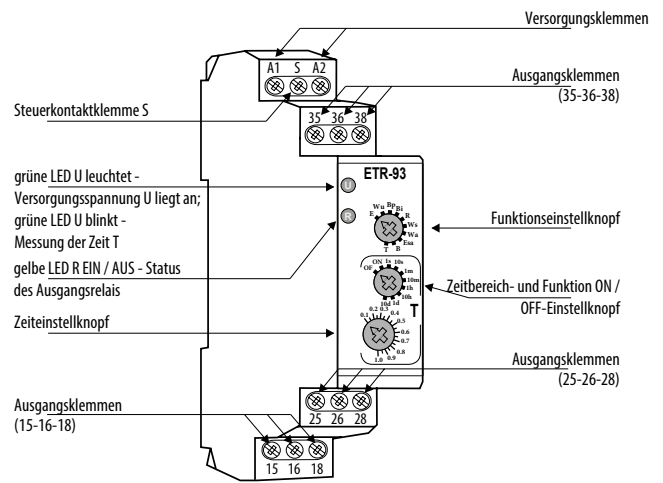 Versorgungsklemmen
A1 S A2
Ausgangsklemmen
(35-36-38)
Steuerkontaktklemme S
35 36 38
grüne LED U leuchtet -
Versorgungsspannung U liegt an;
grüne LED U blinkt -
Messung der Zeit T
ETR-93
U
R
E Wu Bp Bi R Ws Wa Esa B T
Funktionseinstellknopf
gelbe LED R EIN / AUS - Status
des Ausgangsrelais
OF ON 1s 10s 1m 10m 1h 10h 1d 10d
Zeitbereich- und Funktion ON /
OFF-Einstellknopf
T
Zeiteinstellknopf
0.1 0.2 0.3 0.4 0.5 0.6 0.7 0.8 0.9 1.0
Ausgangsklemmen
(25-26-28)
25 26 28
Ausgangsklemmen
(15-16-18)
15 16 18